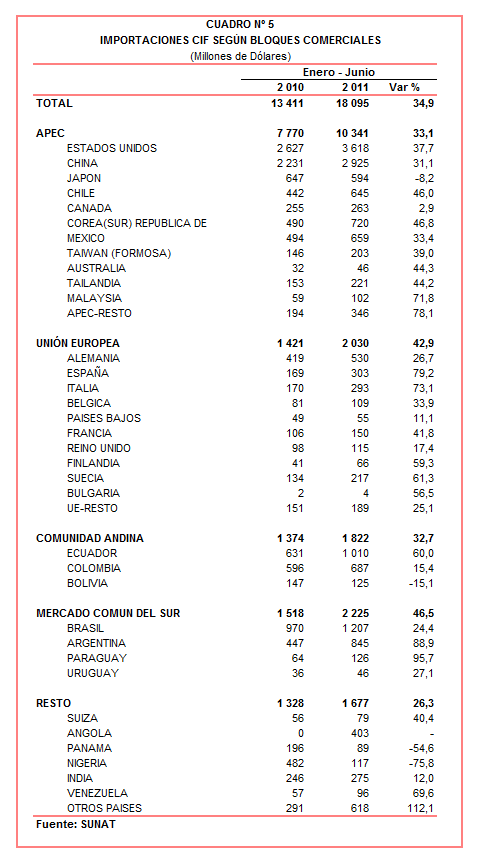 CUADRO Nº 5
IMPORTACIONES CIF SEGÚN BLOQUES COMERCIALES
(Millones de Dólares)
Enero - Junio
2 010 2 011 Var %
TOTAL 13 411 18 095 34,9
APEC 7 770 10 341 33,1
ESTADOS UNIDOS 2 627 3 618 37,7
CHINA 2 231 2 925 31,1
JAPON 647 594 -8,2
CHILE 442 645 46,0
CANADA 255 263 2,9
COREA(SUR) REPUBLICA DE 490 720 46,8
MEXICO 494 659 33,4
TAIWAN (FORMOSA) 146 203 39,0
AUSTRALIA 32 46 44,3
TAILANDIA 153 221 44,2
MALAYSIA 59 102 71,8
APEC-RESTO 194 346 78,1
UNIÓN EUROPEA 1 421 2 030 42,9
ALEMANIA 419 530 26,7
ESPAÑA 169 303 79,2
ITALIA 170 293 73,1
BELGICA 81 109 33,9
PAISES BAJOS 49 55 11,1
FRANCIA 106 150 41,8
REINO UNIDO 98 115 17,4
FINLANDIA 41 66 59,3
SUECIA 134 217 61,3
BULGARIA 2 4 56,5
UE-RESTO 151 189 25,1
COMUNIDAD ANDINA 1 374 1 822 32,7
ECUADOR 631 1 010 60,0
COLOMBIA 596 687 15,4
BOLIVIA 147 125 -15,1
MERCADO COMUN DEL SUR 1 518 2 225 46,5
BRASIL 970 1 207 24,4
ARGENTINA 447 845 88,9
PARAGUAY 64 126 95,7
URUGUAY 36 46 27,1
RESTO 1 328 1 677 26,3
SUIZA 56 79 40,4
ANGOLA 0 403 -
PANAMA 196 89 -54,6
NIGERIA 482 117 -75,8
INDIA 246 275 12,0
VENEZUELA 57 96 69,6
OTROS PAISES 291 618 112,1
Fuente: SUNAT